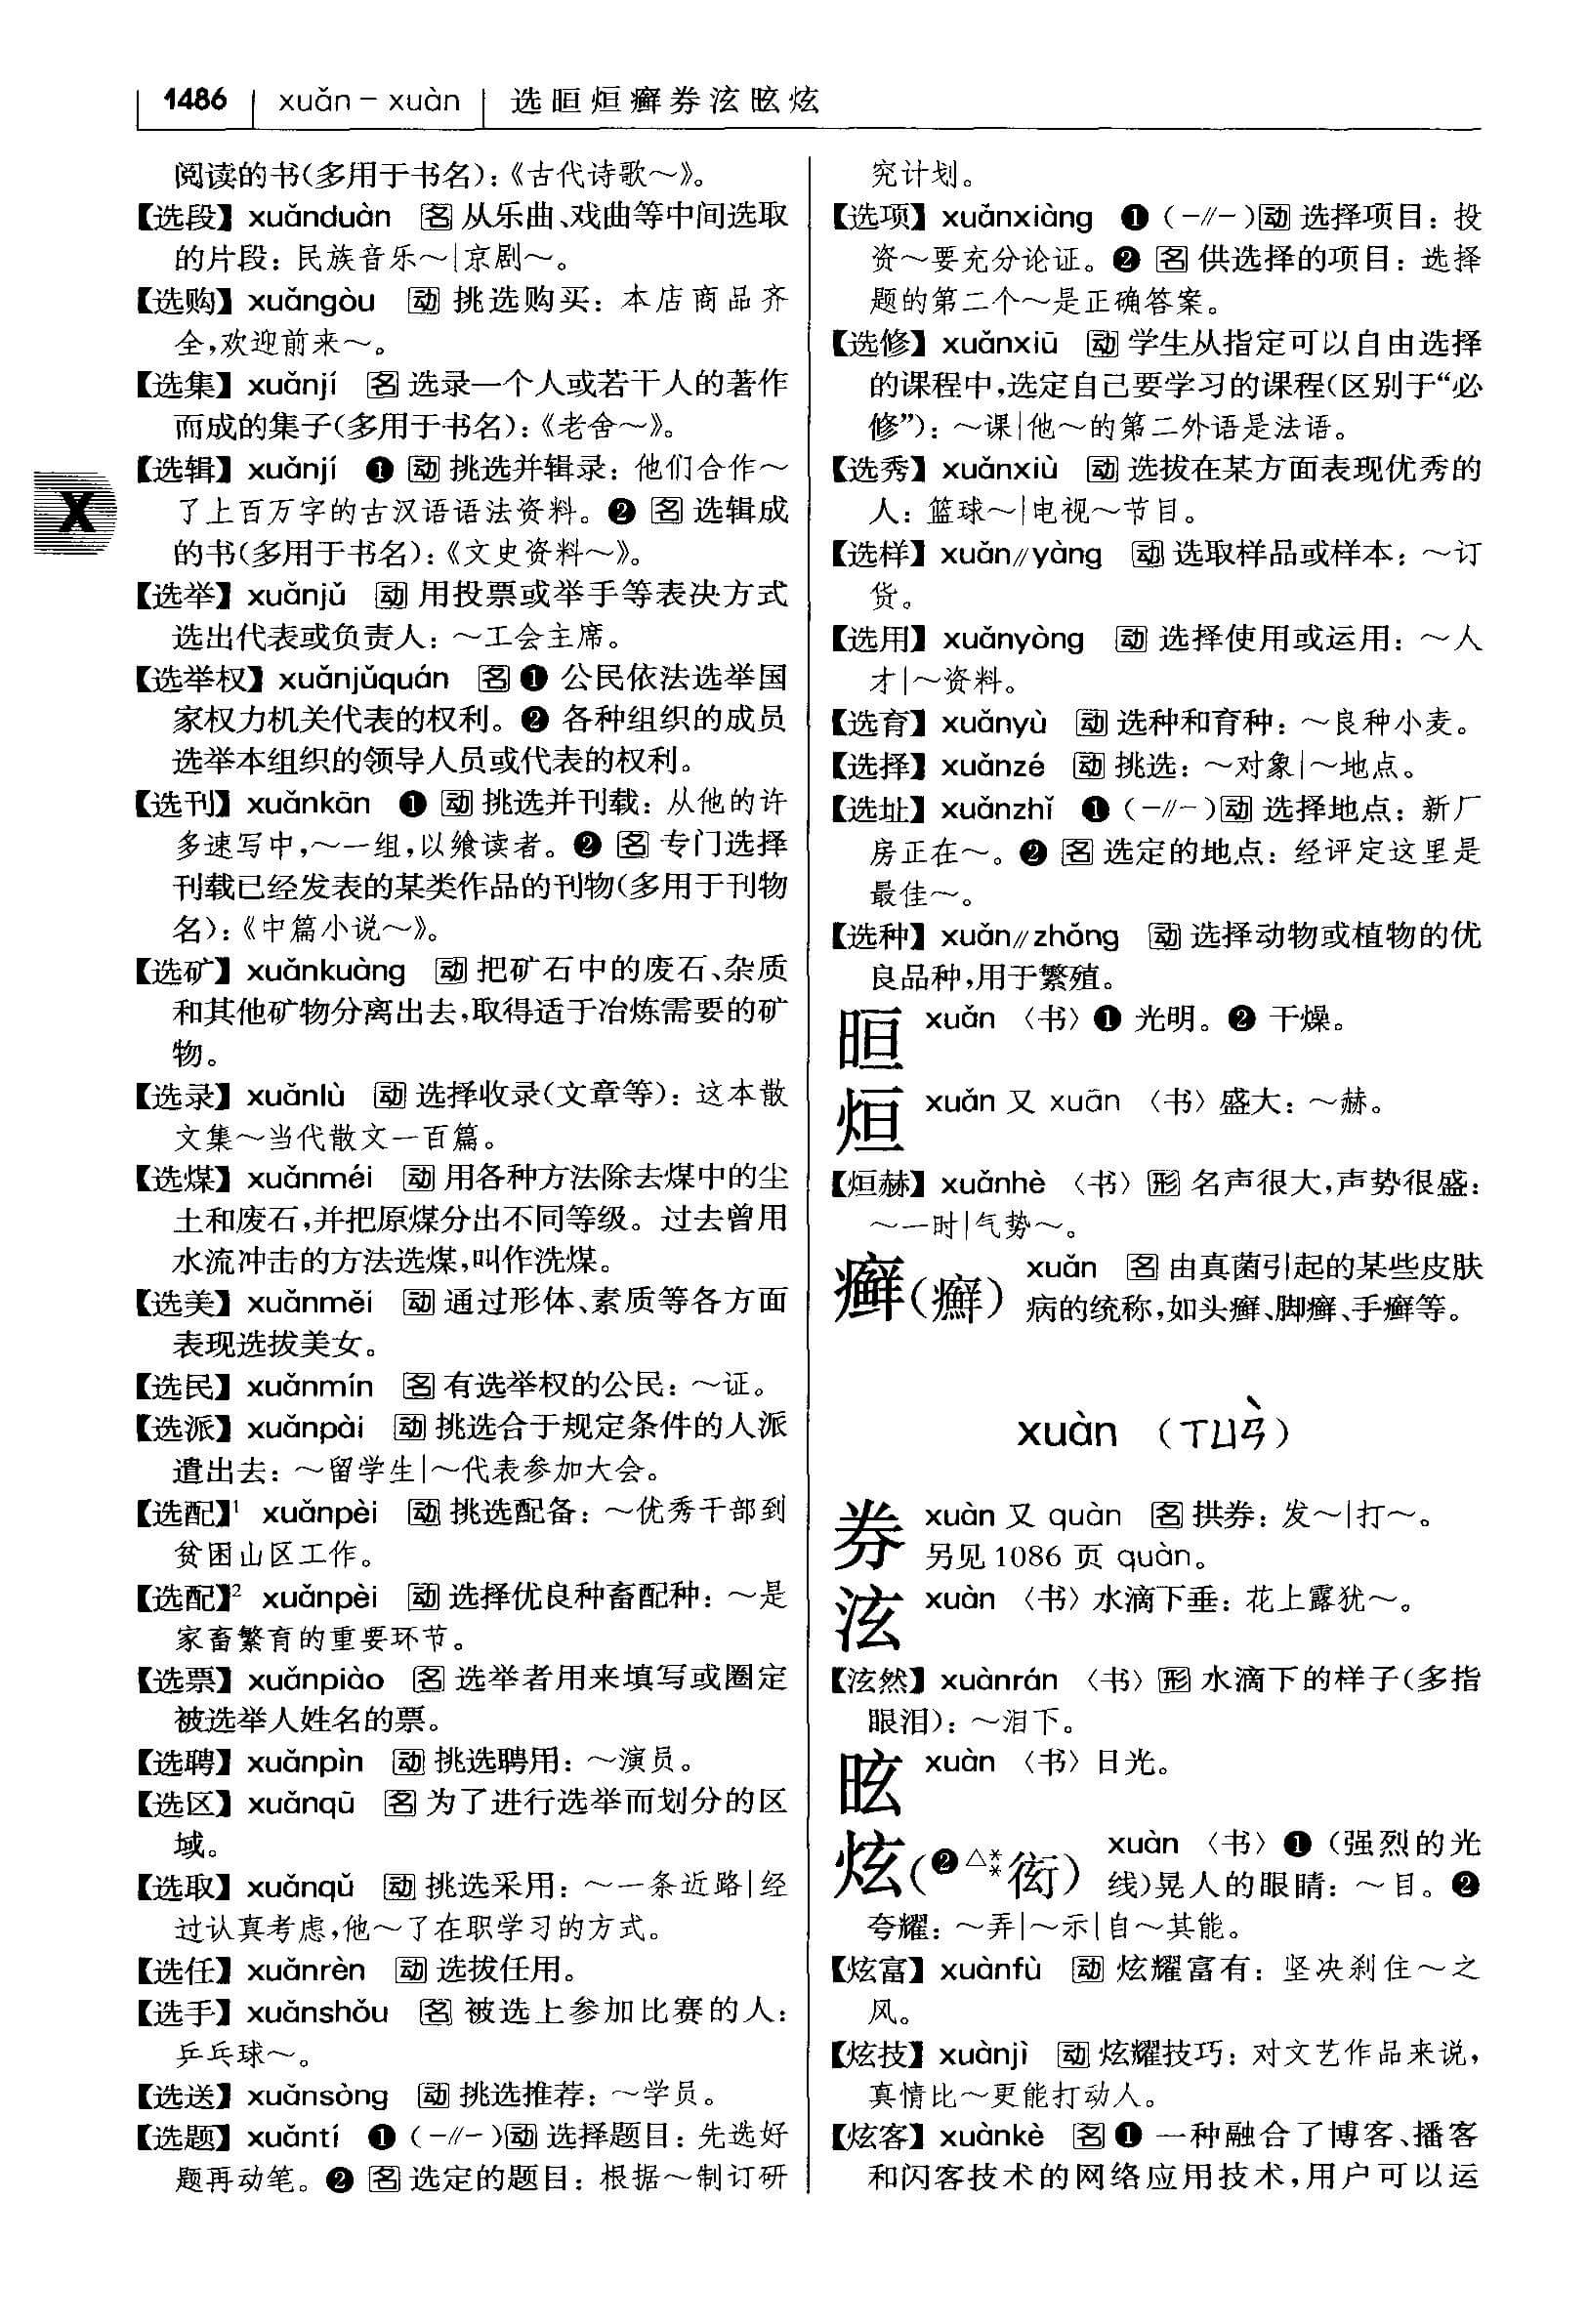 1486 xuǎn – xuàn 选晅烜癣券泫昡炫
阅读的书(多用于书名):《古代诗歌～》。
【选段】 xuǎnduàn 名 从乐曲、戏曲等中间选取
的片段: 民族音乐～|京剧～。
【选购】 xuǎngòu 动 挑选购买: 本店商品齐
全,欢迎前来～。
【选集】 xuǎnjí 名 选录一个人或若干人的著作
而成的集子(多用于书名):《老舍～》。
【选辑】 xuǎnjí ❶ 动 挑选并辑录: 他们合作～
X
了上百万字的古汉语语法资料。❷ 名 选辑成
的书(多用于书名):《文史资料～》。
【选举】 xuǎnjǔ 动 用投票或举手等表决方式
选出代表或负责人: ～工会主席。
【选举权】 xuǎnjǔquán 名 ❶ 公民依法选举国
家权力机关代表的权利。❷ 各种组织的成员
选举本组织的领导人员或代表的权利。
【选刊】 xuǎnkān ❶ 动 挑选并刊载: 从他的许
多速写中,～一组,以飨读者。❷ 名 专门选择
刊载已经发表的某类作品的刊物(多用于刊物
名):《中篇小说～》。
【选矿】 xuǎnkuàng 动 把矿石中的废石、杂质
和其他矿物分离出去,取得适于冶炼需要的矿
物。
【选录】 xuǎnlù 动 选择收录(文章等): 这本散
文集～当代散文一百篇。
【选煤】 xuǎnméi 动 用各种方法除去煤中的尘
土和废石,并把原煤分出不同等级。过去曾用
水流冲击的方法选煤,叫作洗煤。
【选美】 xuǎnměi 动 通过形体、素质等各方面
表现选拔美女。
【选民】 xuǎnmín 名 有选举权的公民: ～证。
【选派】 xuǎnpài 动 挑选合于规定条件的人派
遣出去: ～留学生|～代表参加大会。
【选配】¹ xuǎnpèi 动 挑选配备: ～优秀干部到
贫困山区工作。
【选配】² xuǎnpèi 动 选择优良种畜配种: ～是
家畜繁育的重要环节。
【选票】 xuǎnpiào 名 选举者用来填写或圈定
被选举人姓名的票。
【选聘】 xuǎnpìn 动 挑选聘用: ～演员。
【选区】 xuǎnqū 名 为了进行选举而划分的区
域。
【选取】 xuǎnqǔ 动 挑选采用: ～一条近路|经
过认真考虑,他～了在职学习的方式。
【选任】 xuǎnrèn 动 选拔任用。
【选手】 xuǎnshǒu 名 被选上参加比赛的人:
乒乓球～。
【选送】 xuǎnsòng 动 挑选推荐: ～学员。
【选题】 xuǎntí ❶ (–∥–)动 选择题目: 先选好
题再动笔。❷ 名 选定的题目: 根据～制订研
究计划。
【选项】 xuǎnxiàng ❶ (–∥–)动 选择项目: 投
资～要充分论证。❷ 名 供选择的项目: 选择
题的第二个～是正确答案。
【选修】 xuǎnxiū 动 学生从指定可以自由选择
的课程中,选定自己要学习的课程(区别于“必
修”): ～课|他～的第二外语是法语。
【选秀】 xuǎnxiù 动 选拔在某方面表现优秀的
人: 篮球～|电视～节目。
【选样】 xuǎn∥yàng 动 选取样品或样本: ～订
货。
【选用】 xuǎnyòng 动 选择使用或运用: ～人
才|～资料。
【选育】 xuǎnyù 动 选种和育种: ～良种小麦。
【选择】 xuǎnzé 动 挑选: ～对象|～地点。
【选址】 xuǎnzhǐ ❶ (–∥–)动 选择地点: 新厂
房正在～。❷ 名 选定的地点: 经评定这里是
最佳～。
【选种】 xuǎn∥zhǒng 动 选择动物或植物的优
良品种,用于繁殖。
晅 xuǎn 〈书〉❶ 光明。❷ 干燥。
烜 xuǎn 又 xuān 〈书〉盛大: ～赫。
【烜赫】 xuǎnhè 〈书〉形 名声很大,声势很盛:
～一时|气势～。
癣(癬) xuǎn 名 由真菌引起的某些皮肤
病的统称,如头癣、脚癣、手癣等。
xuàn (ㄒㄩㄢˋ)
券 xuàn 又 quàn 名 拱券: 发～|打～。
另见 1086 页 quàn。
泫 xuàn 〈书〉水滴下垂: 花上露犹～。
【泫然】 xuànrán 〈书〉形 水滴下的样子(多指
眼泪): ～泪下。
昡 xuàn 〈书〉日光。
炫(❷△⁑衒) xuàn 〈书〉❶ (强烈的光
线)晃人的眼睛: ～目。❷
夸耀: ～弄|～示|自～其能。
【炫富】 xuànfù 动 炫耀富有: 坚决刹住～之
风。
【炫技】 xuànjì 动 炫耀技巧: 对文艺作品来说,
真情比～更能打动人。
【炫客】 xuànkè 名 ❶ 一种融合了博客、播客
和闪客技术的网络应用技术,用户可以运